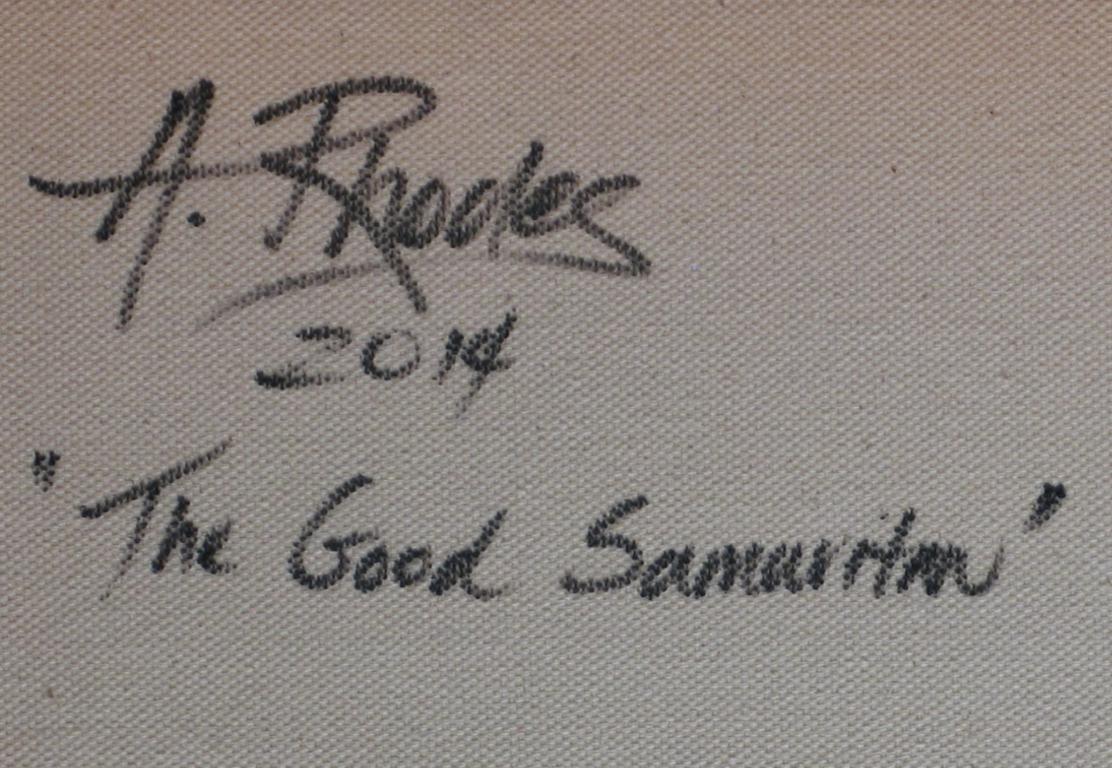 A. Rhodes
2014
"The Good Samaritan"